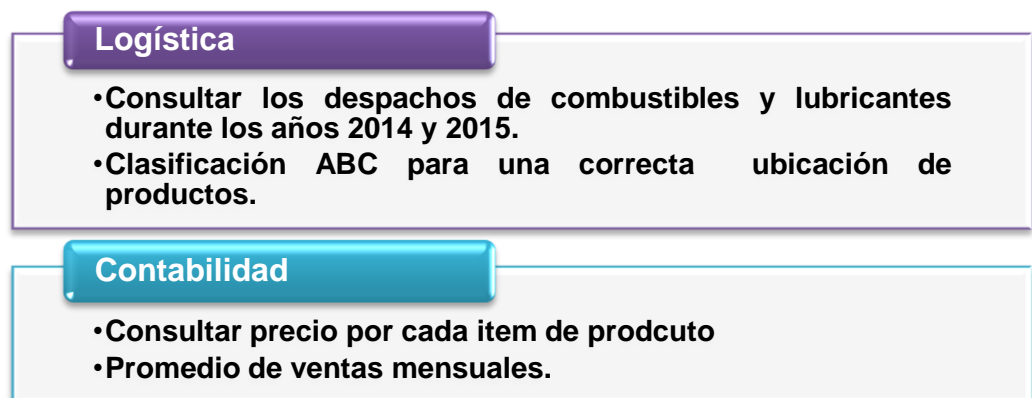 Logística
•Consultar los despachos de combustibles y lubricantes
durante los años 2014 y 2015.
•Clasificación ABC para una correcta ubicación de
productos.
Contabilidad
•Consultar precio por cada item de prodcuto
•Promedio de ventas mensuales.